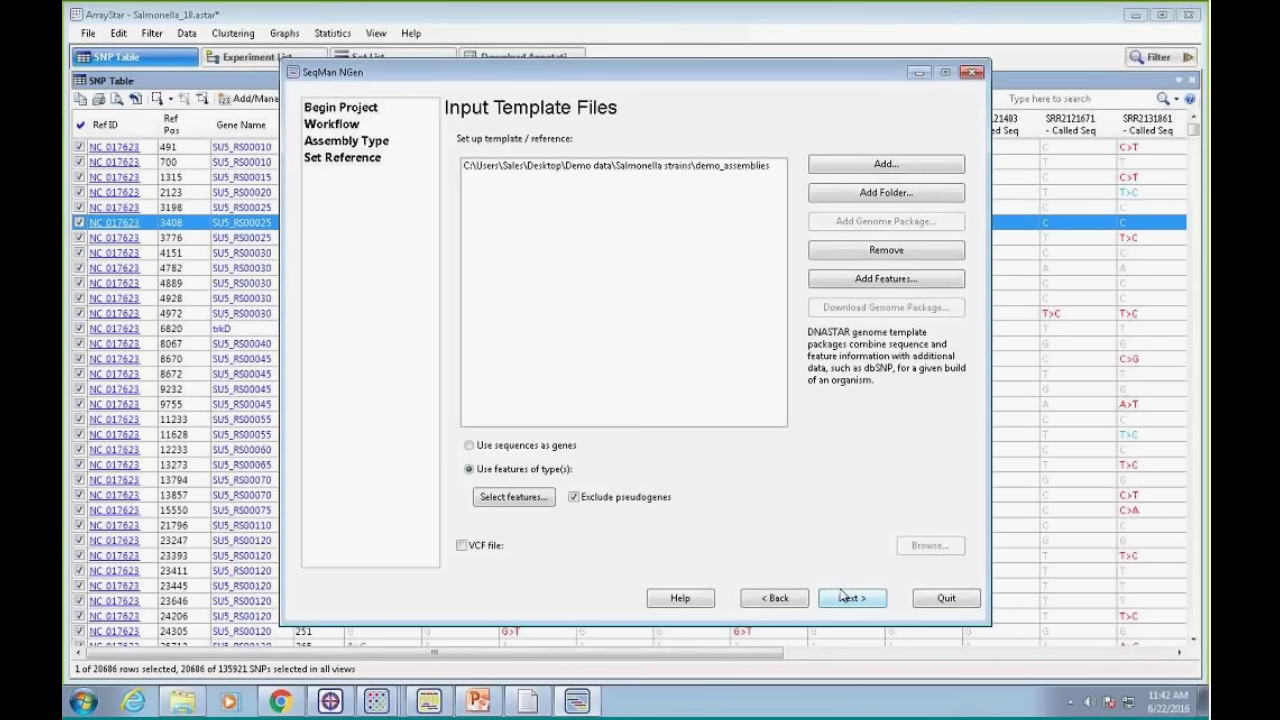 ArrayStar - Salmonella_18.astar*
File Edit Filter Data Clustering Graphs Statistics View Help
SNP Table Experiment List Set List Download Annotati Filter
SNP Table
Add/Mana Type here to search
Ref ID Ref Pos Gene Name 21403 ed Seq SRR2121671 - Called Seq SRR2131861 - Called Seq
NC_017623 491 SU5_RS00010 C C>T
NC_017623 700 SU5_RS00010 T T
NC_017623 1315 SU5_RS00015 C C>T
NC_017623 2123 SU5_RS00020 T T>C
NC_017623 3198 SU5_RS00025 C C
NC_017623 3408 SU5_RS00025 C C
NC_017623 3776 SU5_RS00025 T T>C
NC_017623 4151 SU5_RS00030 C C
NC_017623 4782 SU5_RS00030 A A
NC_017623 4889 SU5_RS00030 C C
NC_017623 4928 SU5_RS00030 C C
NC_017623 4972 SU5_RS00030 T>C T>C
NC_017623 6820 trkD T T
NC_017623 8067 SU5_RS00040 G G
NC_017623 8670 SU5_RS00045 C C>G
NC_017623 8672 SU5_RS00045 T T
NC_017623 9232 SU5_RS00045 G G
NC_017623 9755 SU5_RS00045 A A>T
NC_017623 11233 SU5_RS00055 C C
NC_017623 11628 SU5_RS00055 T T>C
NC_017623 12233 SU5_RS00060 C C
NC_017623 13273 SU5_RS00065 T T>C
NC_017623 13794 SU5_RS00070 G G
NC_017623 13857 SU5_RS00070 C C>T
NC_017623 15550 SU5_RS00075 C C>A
NC_017623 21796 SU5_RS00110 C C
NC_017623 23247 SU5_RS00120 G G
NC_017623 23393 SU5_RS00120 T T>C
NC_017623 23411 SU5_RS00120 T T
NC_017623 23445 SU5_RS00120 T T
NC_017623 23646 SU5_RS00120 C C
NC_017623 24206 SU5_RS00120 T T>C
NC_017623 24305 SU5_RS00120 251 G G G>T G G G>T G G G G G
1 of 20686 rows selected, 20686 of 135921 SNPs selected in all views
SeqMan NGen
Begin Project
Workflow
Assembly Type
Set Reference
Input Template Files
Set up template / reference:
C:\Users\Sales\Desktop\Demo data\Salmonella strains\demo_assemblies
Add...
Add Folder...
Add Genome Package...
Remove
Add Features...
Download Genome Package...
DNASTAR genome template
packages combine sequence and
feature information with additional
data, such as dbSNP, for a given build
of an organism.
Use sequences as genes
Use features of type(s):
Select features... Exclude pseudogenes
VCF file: Browse...
Help < Back Next > Quit
11:42 AM
6/22/2016